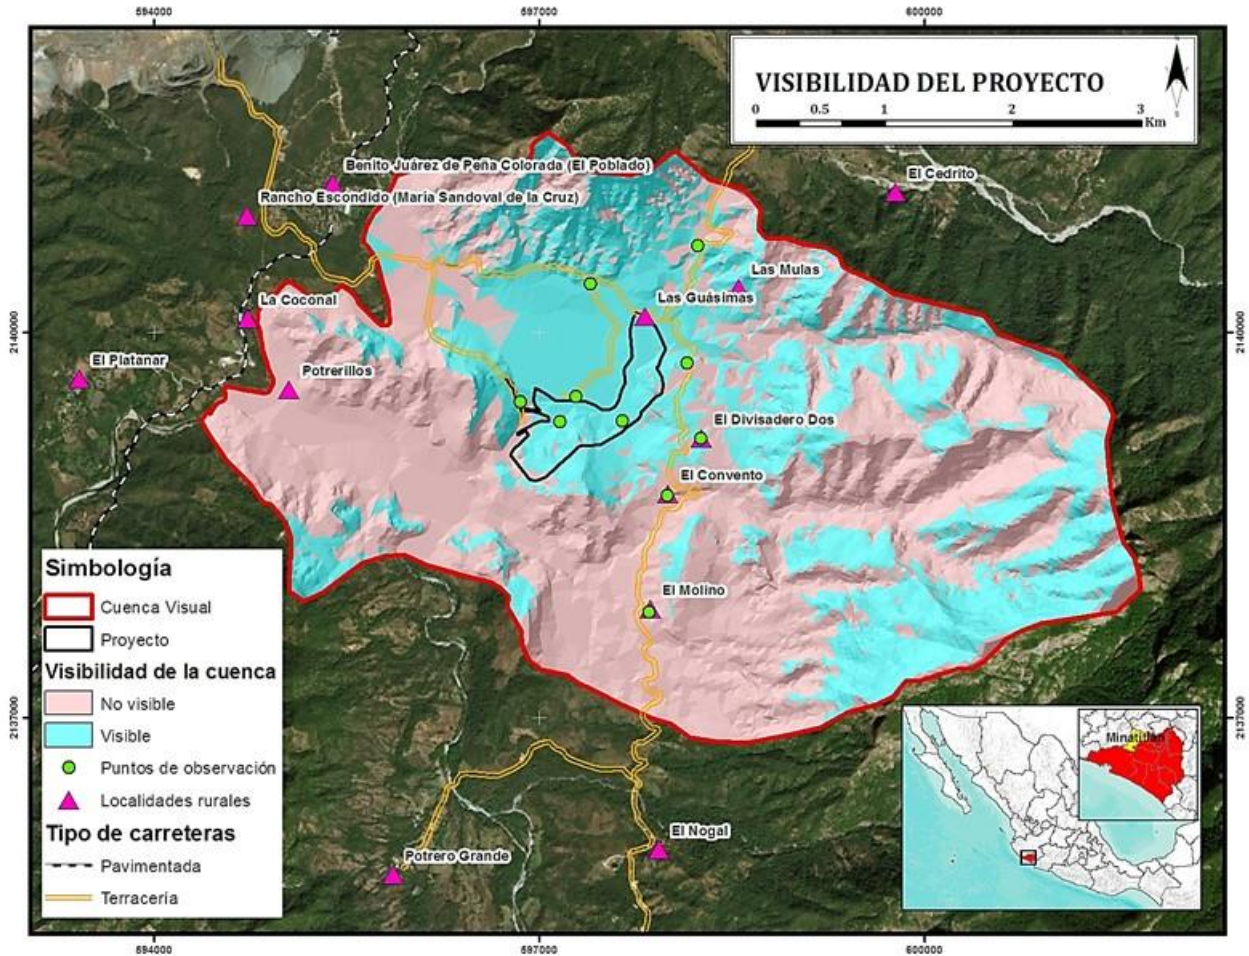 594000
597000
600000
VISIBILIDAD DEL PROYECTO
0 0.5 1 2 3
Km
Benito Juárez de Peña Colorada (El Poblado)
El Cedrito
Rancho Escondido (María Sandoval de la Cruz)
Las Mulas
La Coconal
Las Guásimas
2140000
2140000
El Platanar
Potrerillos
El Divisadero Dos
El Convento
El Molino
Simbología
Cuenca Visual
Proyecto
Visibilidad de la cuenca
No visible
Visible
Puntos de observación
Localidades rurales
Tipo de carreteras
Pavimentada
Terracería
2137000
2137000
Minatitlán
El Nogal
Potrero Grande
594000
597000
600000